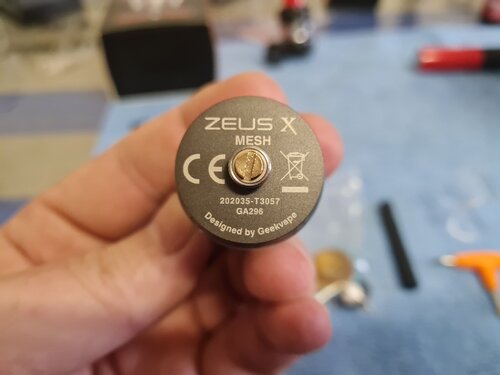 ZEUS X
MESH
CE
202035-T3057
GA296
Designed by Geekvape